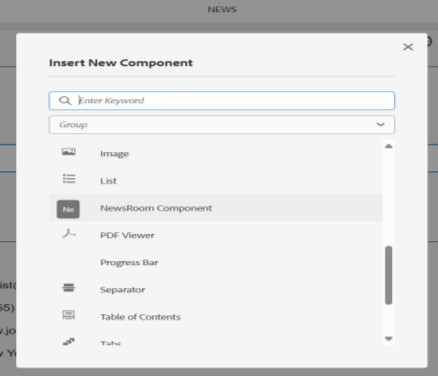 NEWS
Insert New Component
Enter Keyword
Group
Image
List
Ne NewsRoom Component
PDF Viewer
Progress Bar
Separator
Table of Contents
Tabs